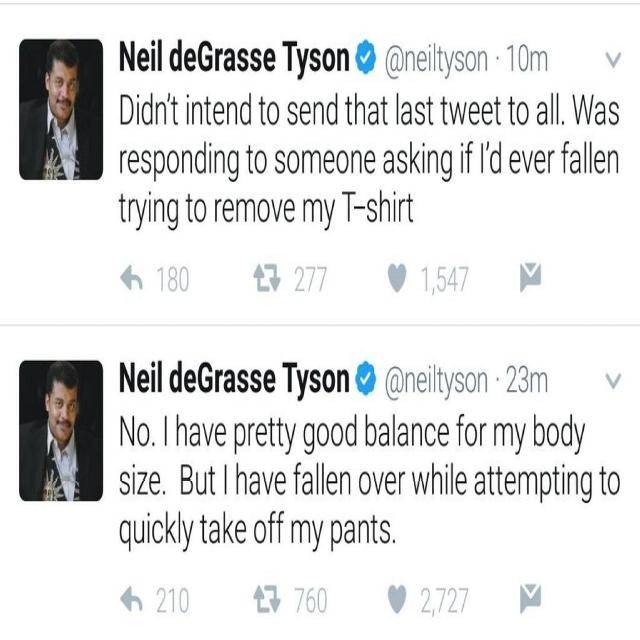 Neil deGrasse Tyson @neiltyson · 10m
Didn't intend to send that last tweet to all. Was
responding to someone asking if I'd ever fallen
trying to remove my T-shirt
180 277 1,547
Neil deGrasse Tyson @neiltyson · 23m
No. I have pretty good balance for my body
size. But I have fallen over while attempting to
quickly take off my pants.
210 760 2,727